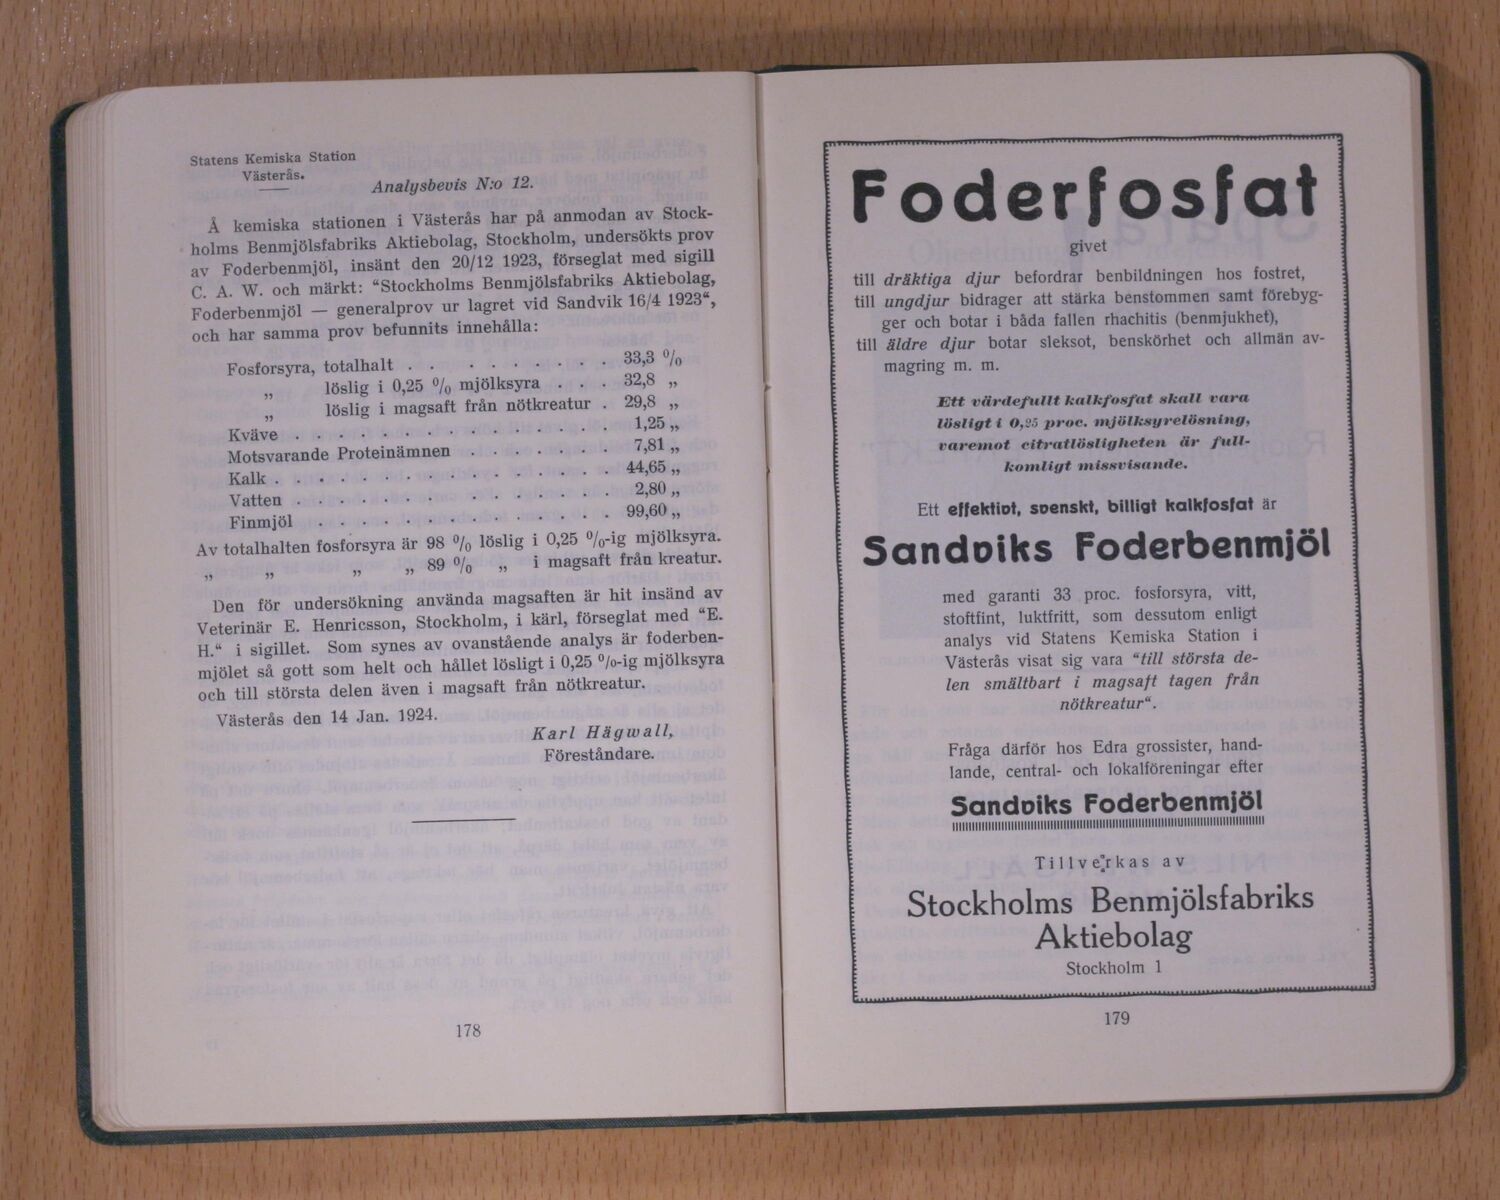 Statens Kemiska Station
Västerås.
Analysbevis N:o 12.
Å kemiska stationen i Västerås har på anmodan av Stock-
holms Benmjölsfabriks Aktiebolag, Stockholm, undersökts prov
av Foderbenmjöl, insänt den 20/12 1923, förseglat med sigill
C. A. W. och märkt: “Stockholms Benmjölsfabriks Aktiebolag,
Foderbenmjöl — generalprov ur lagret vid Sandvik 16/4 1923“,
och har samma prov befunnits innehålla:
Fosforsyra, totalhalt . . . . . . . . . 33,3 %
„ löslig i 0,25 % mjölksyra . . . 32,8 „
„ löslig i magsaft från nötkreatur . 29,8 „
Kväve . . . . . . . . . . . . . . . 1,25 „
Motsvarande Proteinämnen . . . . . . . 7,81 „
Kalk . . . . . . . . . . . . . . . . 44,65 „
Vatten . . . . . . . . . . . . . . . 2,80 „
Finmjöl . . . . . . . . . . . . . . 99,60 „
Av totalhalten fosforsyra är 98 % löslig i 0,25 %-ig mjölksyra.
„ „ „ „ 89 % „ i magsaft från kreatur.
Den för undersökning använda magsaften är hit insänd av
Veterinär E. Henricsson, Stockholm, i kärl, förseglat med “E.
H.“ i sigillet. Som synes av ovanstående analys är foderben-
mjölet så gott som helt och hållet lösligt i 0,25 %-ig mjölksyra
och till största delen även i magsaft från nötkreatur.
Västerås den 14 Jan. 1924.
Karl Hägwall,
Föreståndare.
178
Foderfosfat
givet
till dräktiga djur befordrar benbildningen hos fostret,
till ungdjur bidrager att stärka benstommen samt förebyg-
ger och botar i båda fallen rhachitis (benmjukhet),
till äldre djur botar sleksot, benskörhet och allmän av-
magring m. m.
Ett värdefullt kalkfosfat skall vara
lösligt i 0,25 proc. mjölksyrelösning,
varemot citratlösligheten är full-
komligt missvisande.
Ett effektivt, svenskt, billigt kalkfosfat är
Sandviks Foderbenmjöl
med garanti 33 proc. fosforsyra, vitt,
stoftfint, luktfritt, som dessutom enligt
analys vid Statens Kemiska Station i
Västerås visat sig vara “till största de-
len smältbart i magsaft tagen från
nötkreatur“.
Fråga därför hos Edra grossister, hand-
lande, central- och lokalföreningar efter
Sandviks Foderbenmjöl
Tillverkas av
Stockholms Benmjölsfabriks
Aktiebolag
Stockholm 1
179